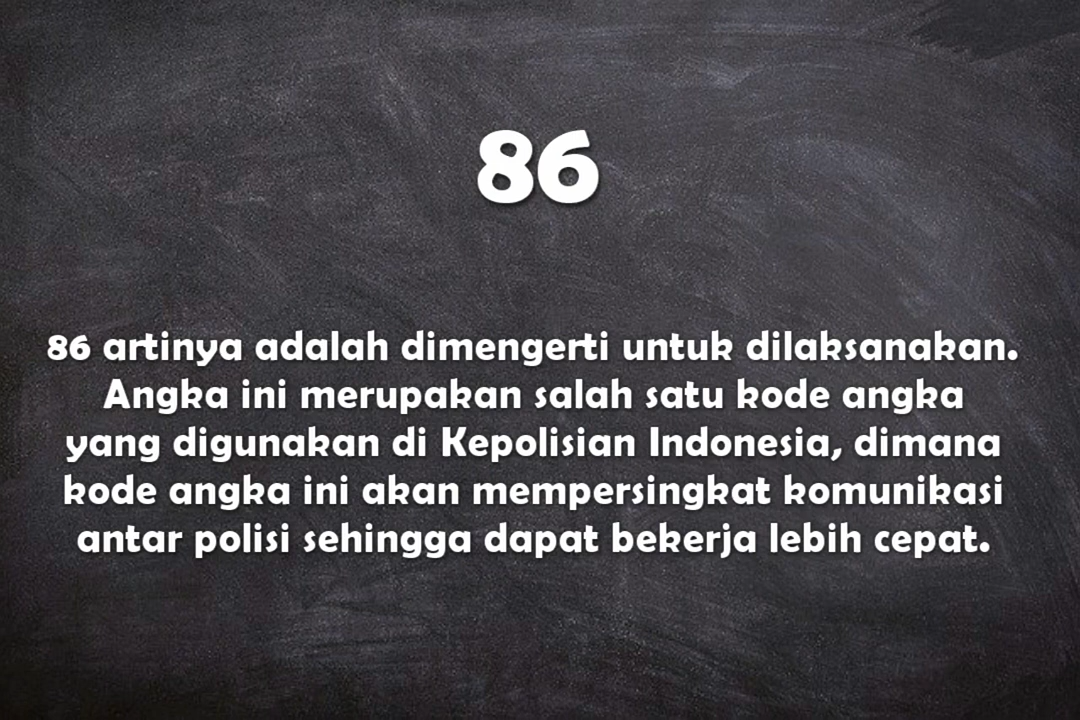 86
86 artinya adalah dimengerti untuk dilaksanakan.
Angka ini merupakan salah satu kode angka
yang digunakan di Kepolisian Indonesia, dimana
kode angka ini akan mempersingkat komunikasi
antar polisi sehingga dapat bekerja lebih cepat.